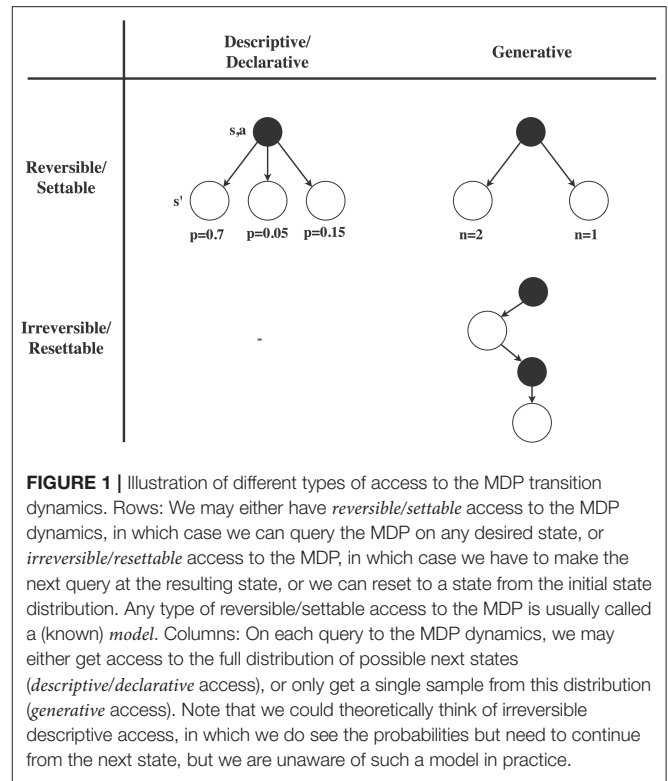 Descriptive/
Declarative
Generative
Reversible/
Settable
s,a
s'
p=0.7 p=0.05 p=0.15
n=2 n=1
Irreversible/
Resettable
-
FIGURE 1 | Illustration of different types of access to the MDP transition
dynamics. Rows: We may either have reversible/settable access to the MDP
dynamics, in which case we can query the MDP on any desired state, or
irreversible/resettable access to the MDP, in which case we have to make the
next query at the resulting state, or we can reset to a state from the initial state
distribution. Any type of reversible/settable access to the MDP is usually called
a (known) model. Columns: On each query to the MDP dynamics, we may
either get access to the full distribution of possible next states
(descriptive/declarative access), or only get a single sample from this distribution
(generative access). Note that we could theoretically think of irreversible
descriptive access, in which we do see the probabilities but need to continue
from the next state, but we are unaware of such a model in practice.